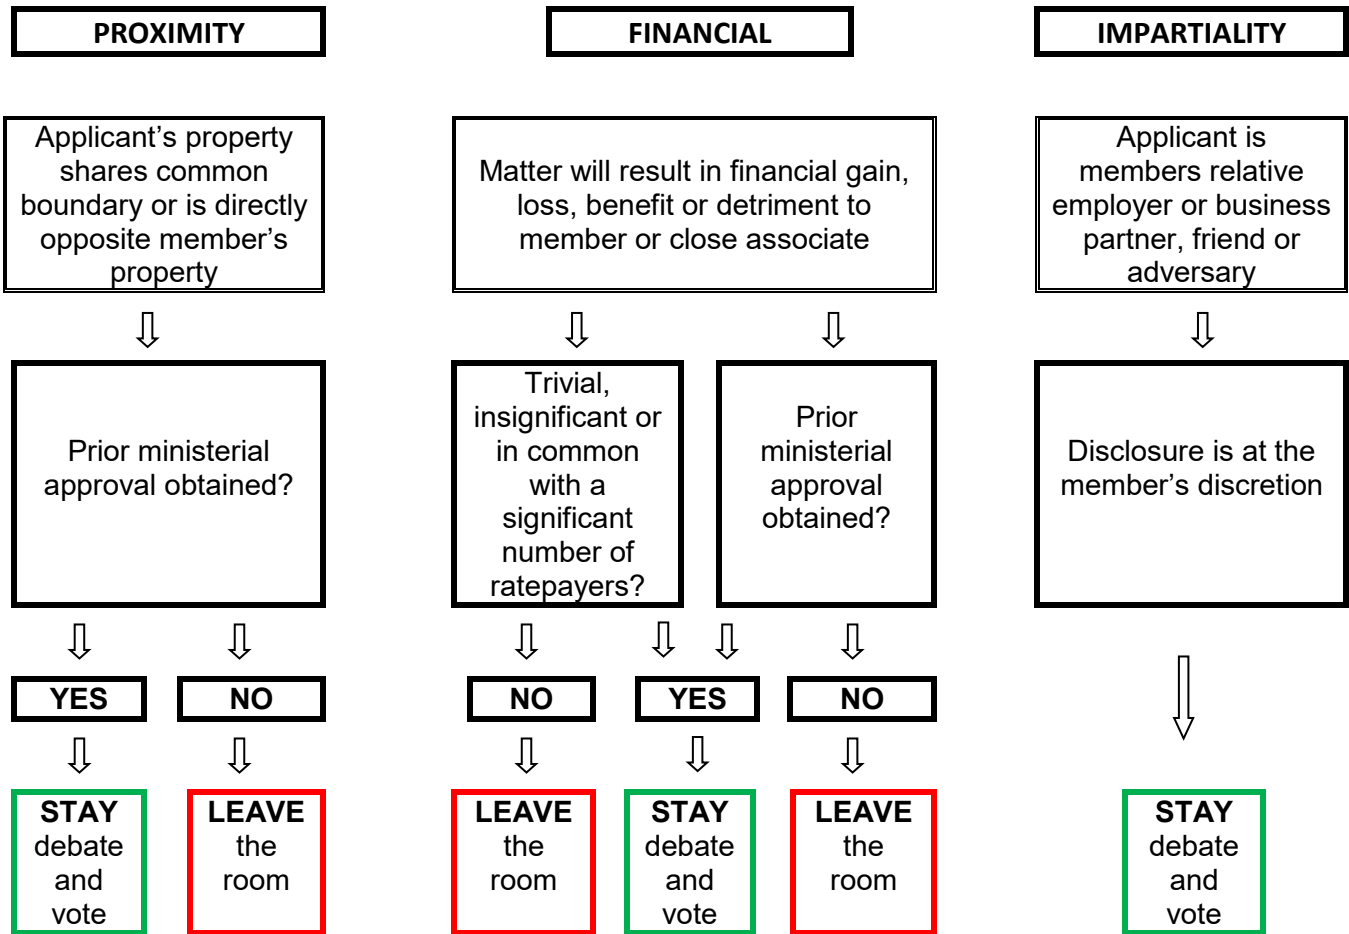 PROXIMITY
FINANCIAL
IMPARTIALITY
Applicant’s property
shares common
boundary or is directly
opposite member’s
property
Matter will result in financial gain,
loss, benefit or detriment to
member or close associate
Applicant is
members relative
employer or business
partner, friend or
adversary
Prior ministerial
approval obtained?
Trivial,
insignificant or
in common
with a
significant
number of
ratepayers?
Prior
ministerial
approval
obtained?
Disclosure is at the
member’s discretion
YES
NO
NO
YES
NO
STAY
debate
and
vote
LEAVE
the
room
LEAVE
the
room
STAY
debate
and
vote
LEAVE
the
room
STAY
debate
and
vote